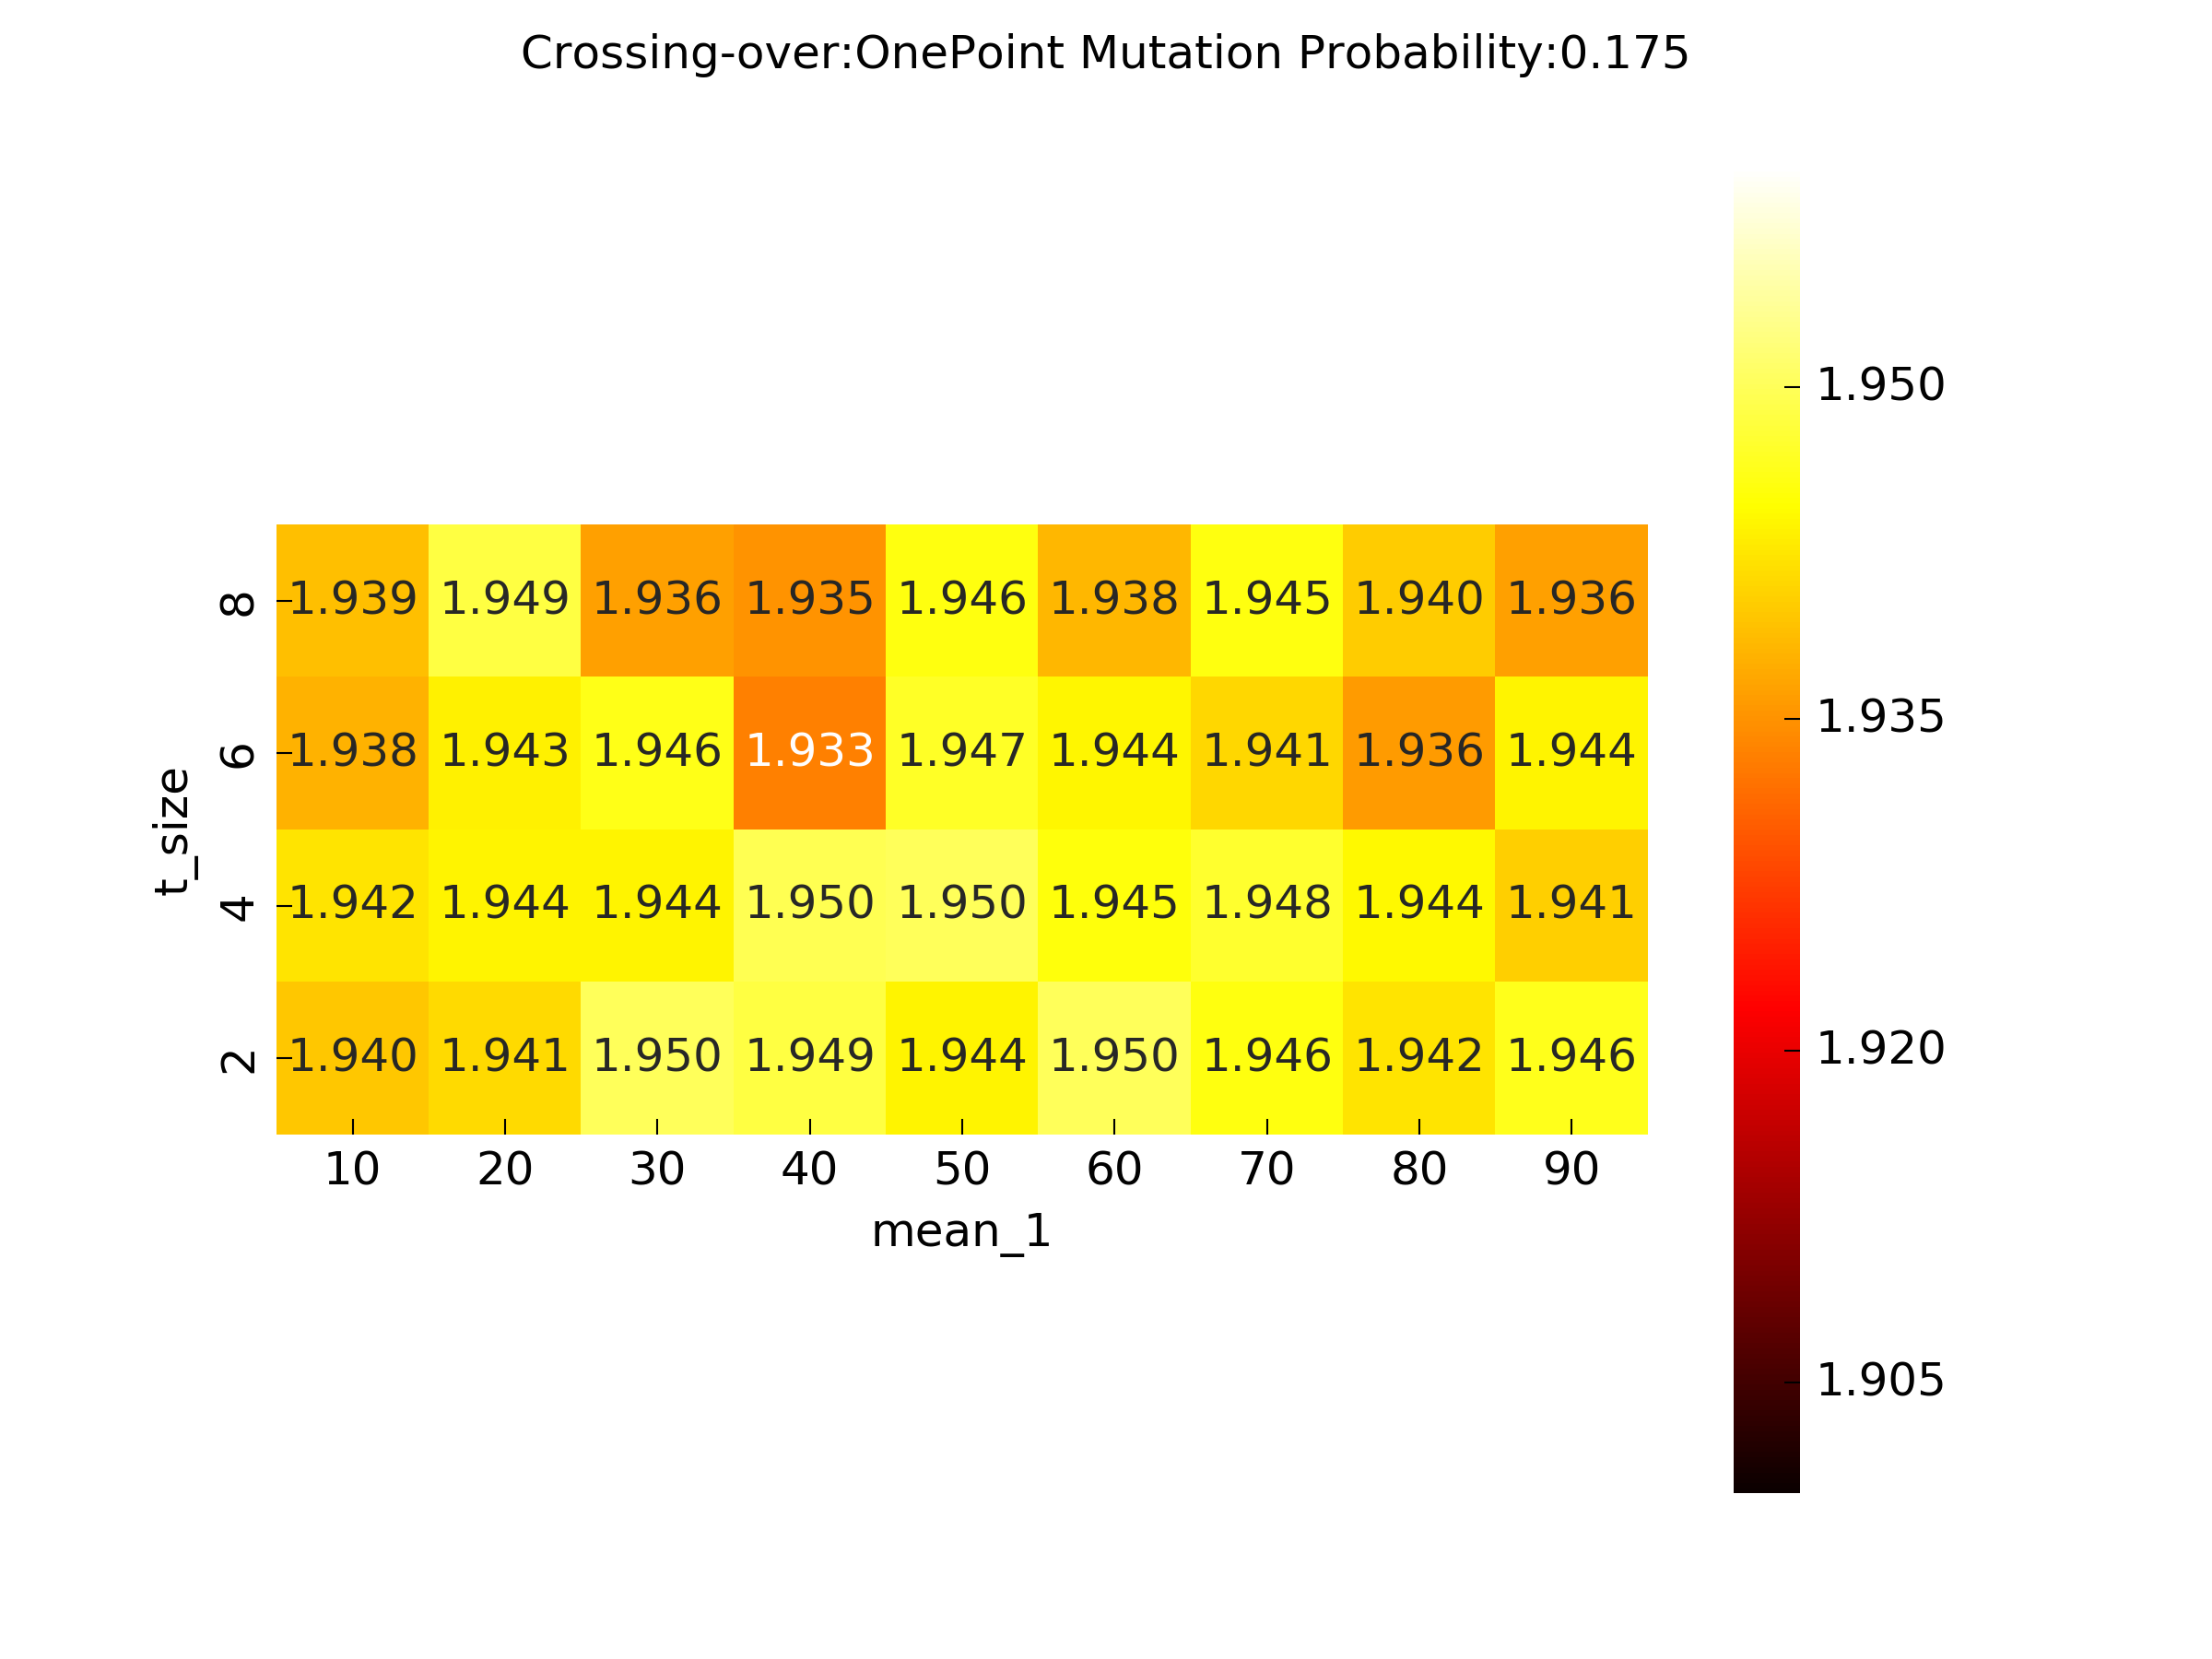 Crossing-over:OnePoint Mutation Probability:0.175
1.950
1.935
1.920
1.905
t_size
8 1.939 1.949 1.936 1.935 1.946 1.938 1.945 1.940 1.936
6 1.938 1.943 1.946 1.933 1.947 1.944 1.941 1.936 1.944
4 1.942 1.944 1.944 1.950 1.950 1.945 1.948 1.944 1.941
2 1.940 1.941 1.950 1.949 1.944 1.950 1.946 1.942 1.946
10 20 30 40 50 60 70 80 90
mean_1